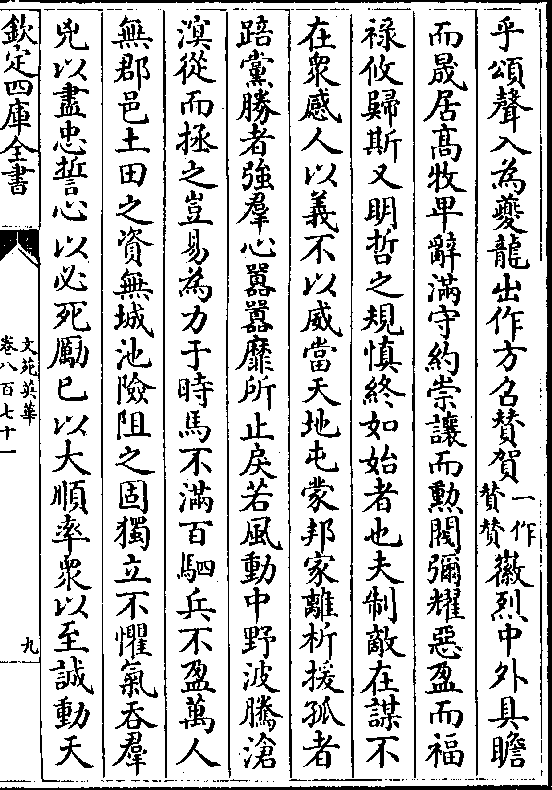 乎頌聲入為夔龍出作方召賛賀一作賛賛徽烈中外具瞻
而晟居髙牧卑辭滿守約崇讓而勲閥彌耀惡盈而福
祿攸歸斯又明哲之規慎終如始者也夫制敵在謀不
在衆感人以義不以威當天地屯蒙邦家離析援孤者
踣黨勝者強羣心嚚嚚靡所止戾若風動中野波騰滄
溟從而拯之豈易為力于時馬不滿百駟兵不盈萬人
無郡邑土田之資無城池險阻之固獨立不懼氣吞羣
兇以盡忠誓心以必死勵已以大順率衆以至誠動天
欽定四庫全書
文苑英華
卷八百七十一
九